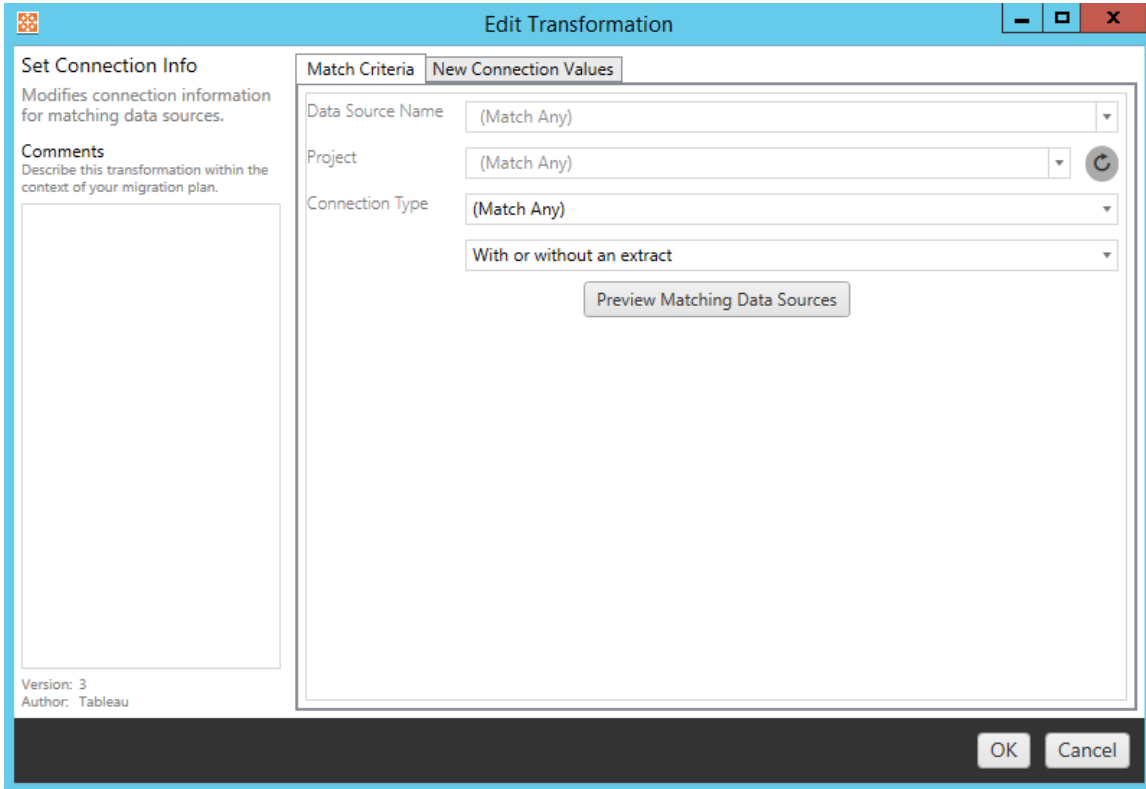 Edit Transformation
x
Set Connection Info
Modifies connection information
for matching data sources.
Comments
Describe this transformation within the
context of your migration plan.
Version: 3
Author: Tableau
Match Criteria
New Connection Values
Data Source Name
(Match Any)
Project
(Match Any)
Connection Type
(Match Any)
With or without an extract
Preview Matching Data Sources
OK
Cancel